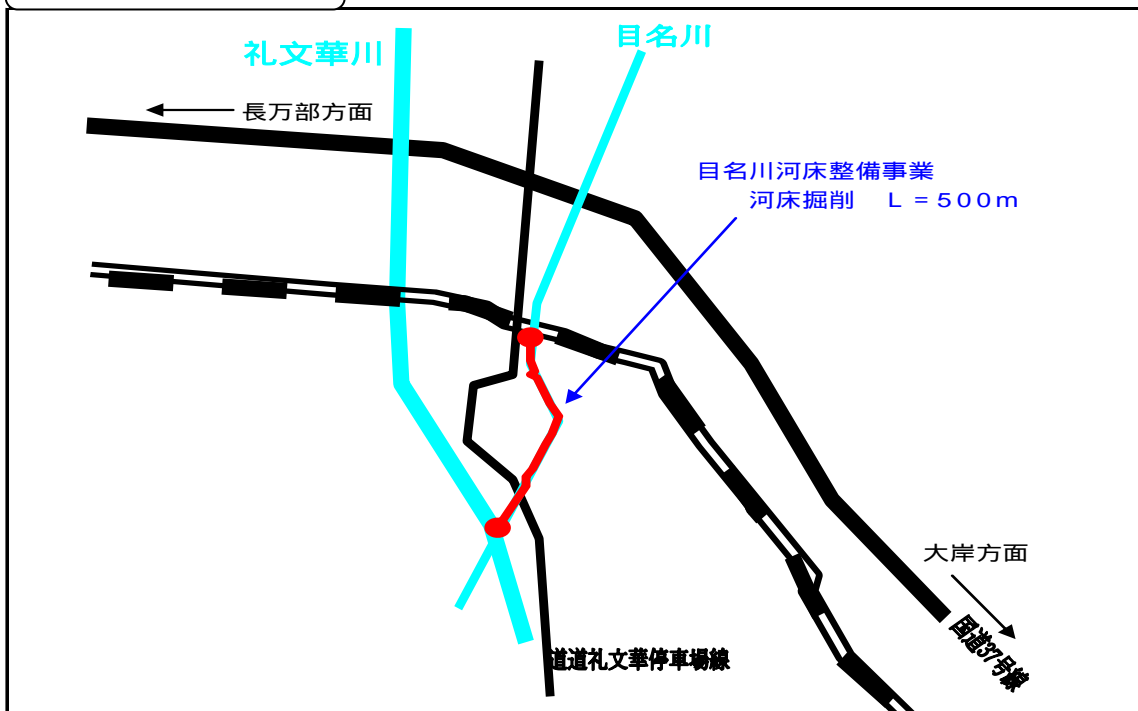 目名川
礼文華川
長万部方面
目名川河床整備事業
河床掘削 L=500m
大岸方面
国道37号線
道道礼文華停車場線